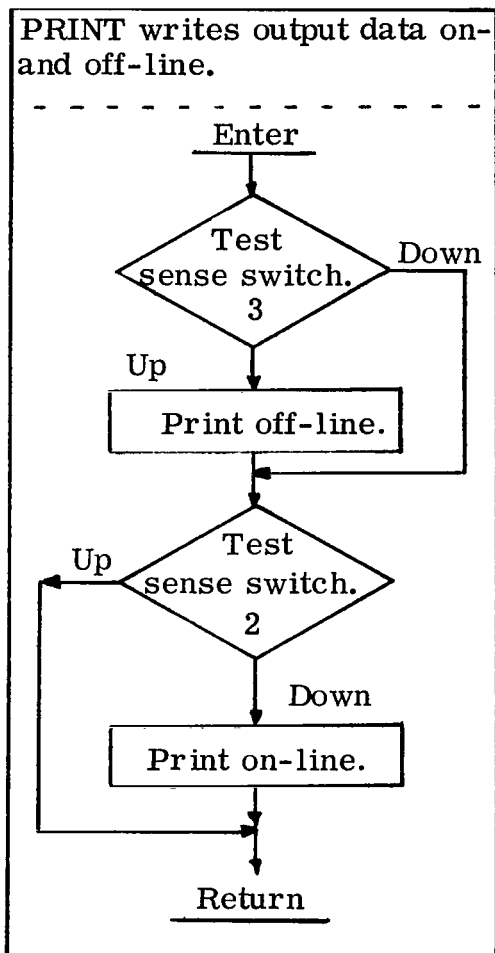 PRINT writes output data on-
and off-line.
Enter
Test
sense switch.
3
Down
Up
Print off-line.
Test
sense switch.
2
Up
Down
Print on-line.
Return